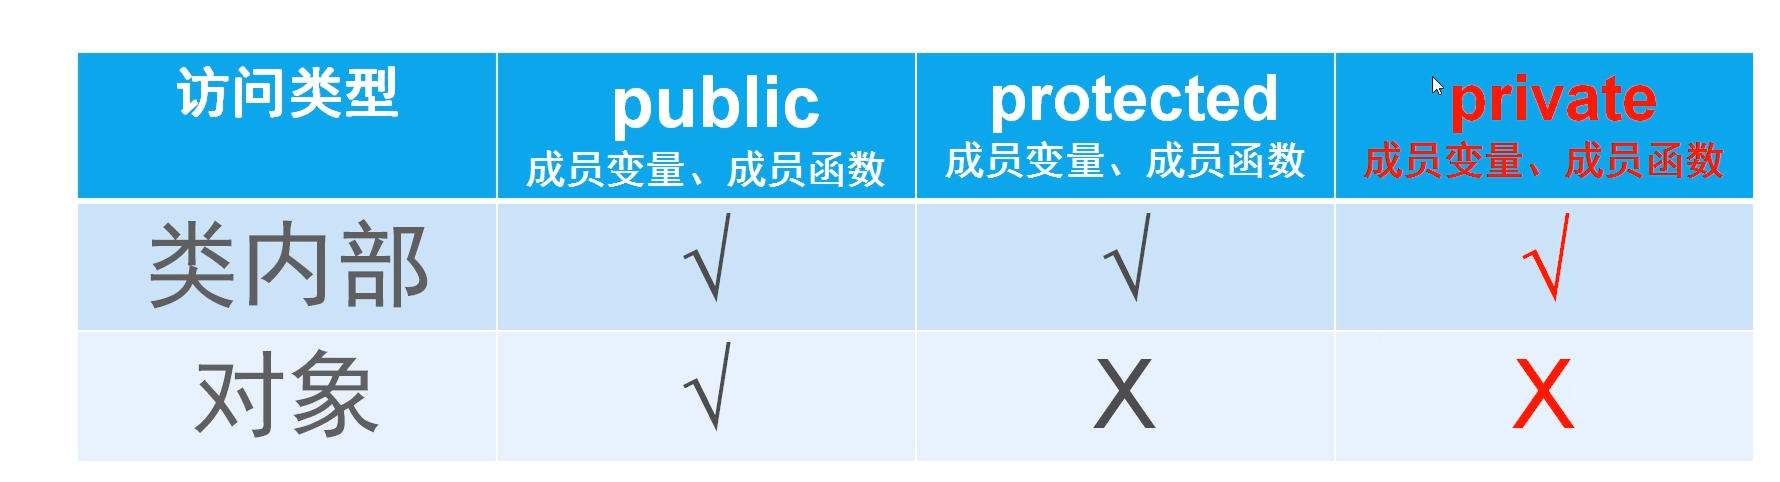 访问类型
public
成员变量、成员函数
protected
成员变量、成员函数
private
成员变量、成员函数
类内部
√
√
√
对象
√
X
X